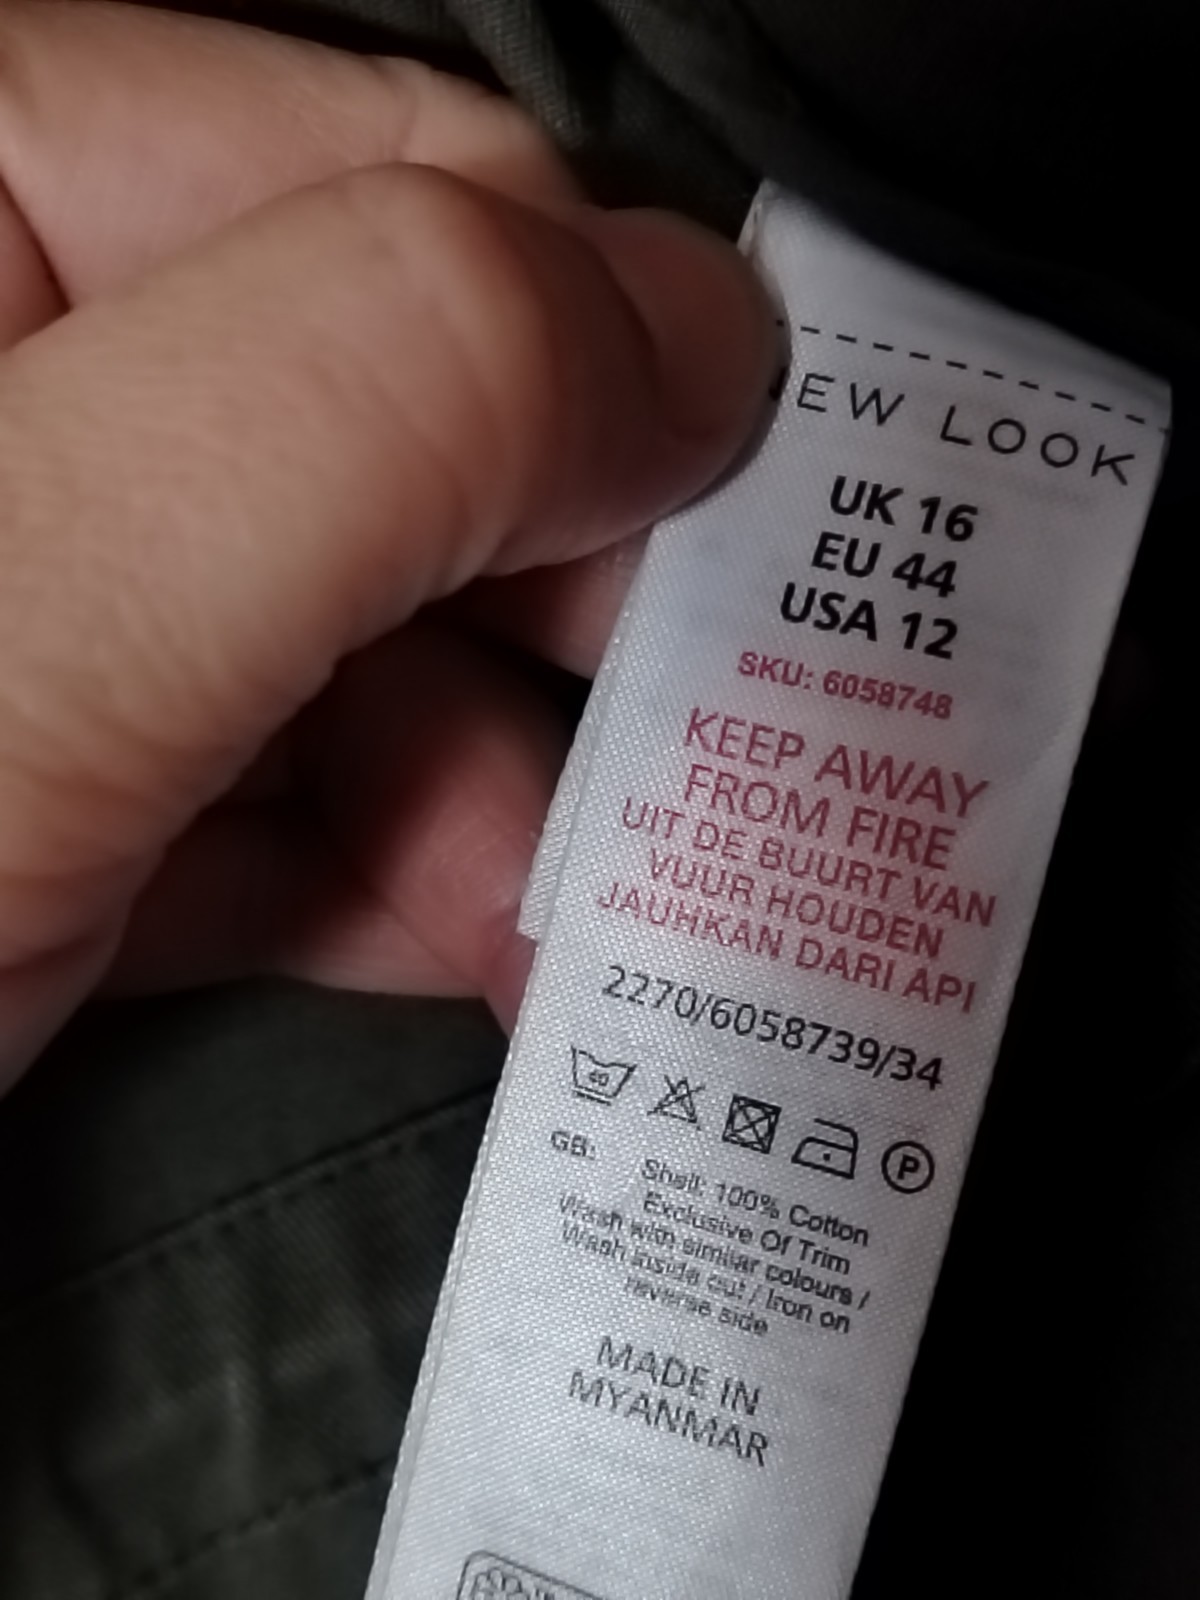 EW LOOK
UK 16
EU 44
USA 12
SKU: 6058748
KEEP AWAY
FROM FIRE
UIT DE BUURT VAN
VUUR HOUDEN
JAUHKAN DARI API
2270/6058739/34
40
P
GB: Shell: 100% Cotton
Exclusive Of Trim
Wash with similar colours /
Wash inside out / Iron on
reverse side
MADE IN
MYANMAR